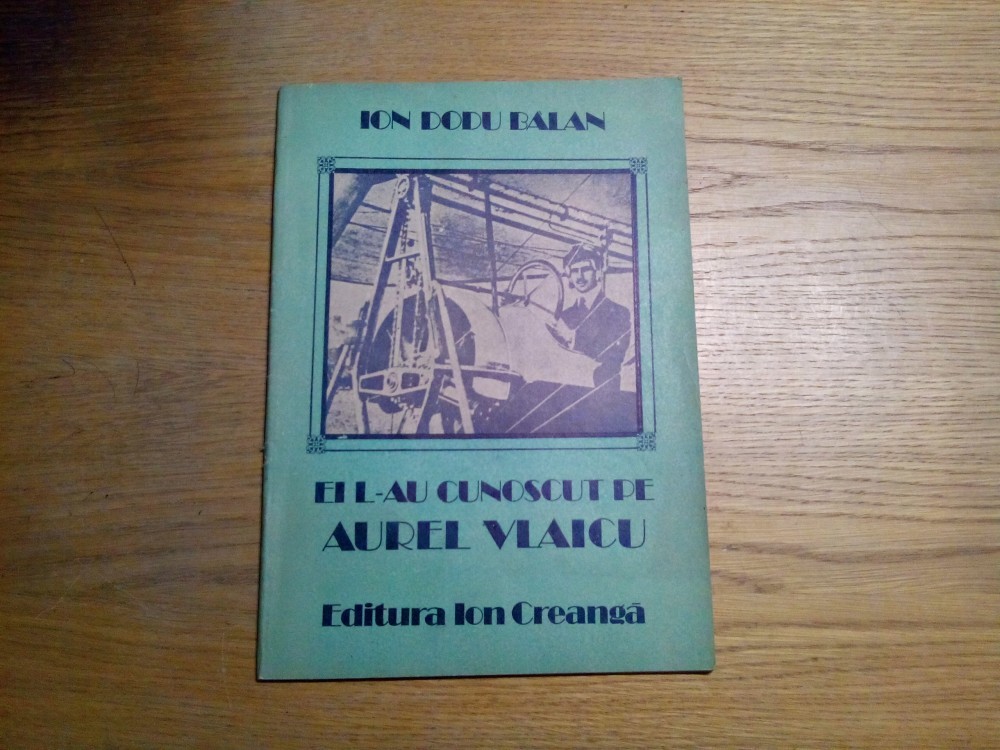 ION DODU BALAN
EI L-AU CUNOSCUT PE
AUREL VLAICU
Editura Ion Creangă